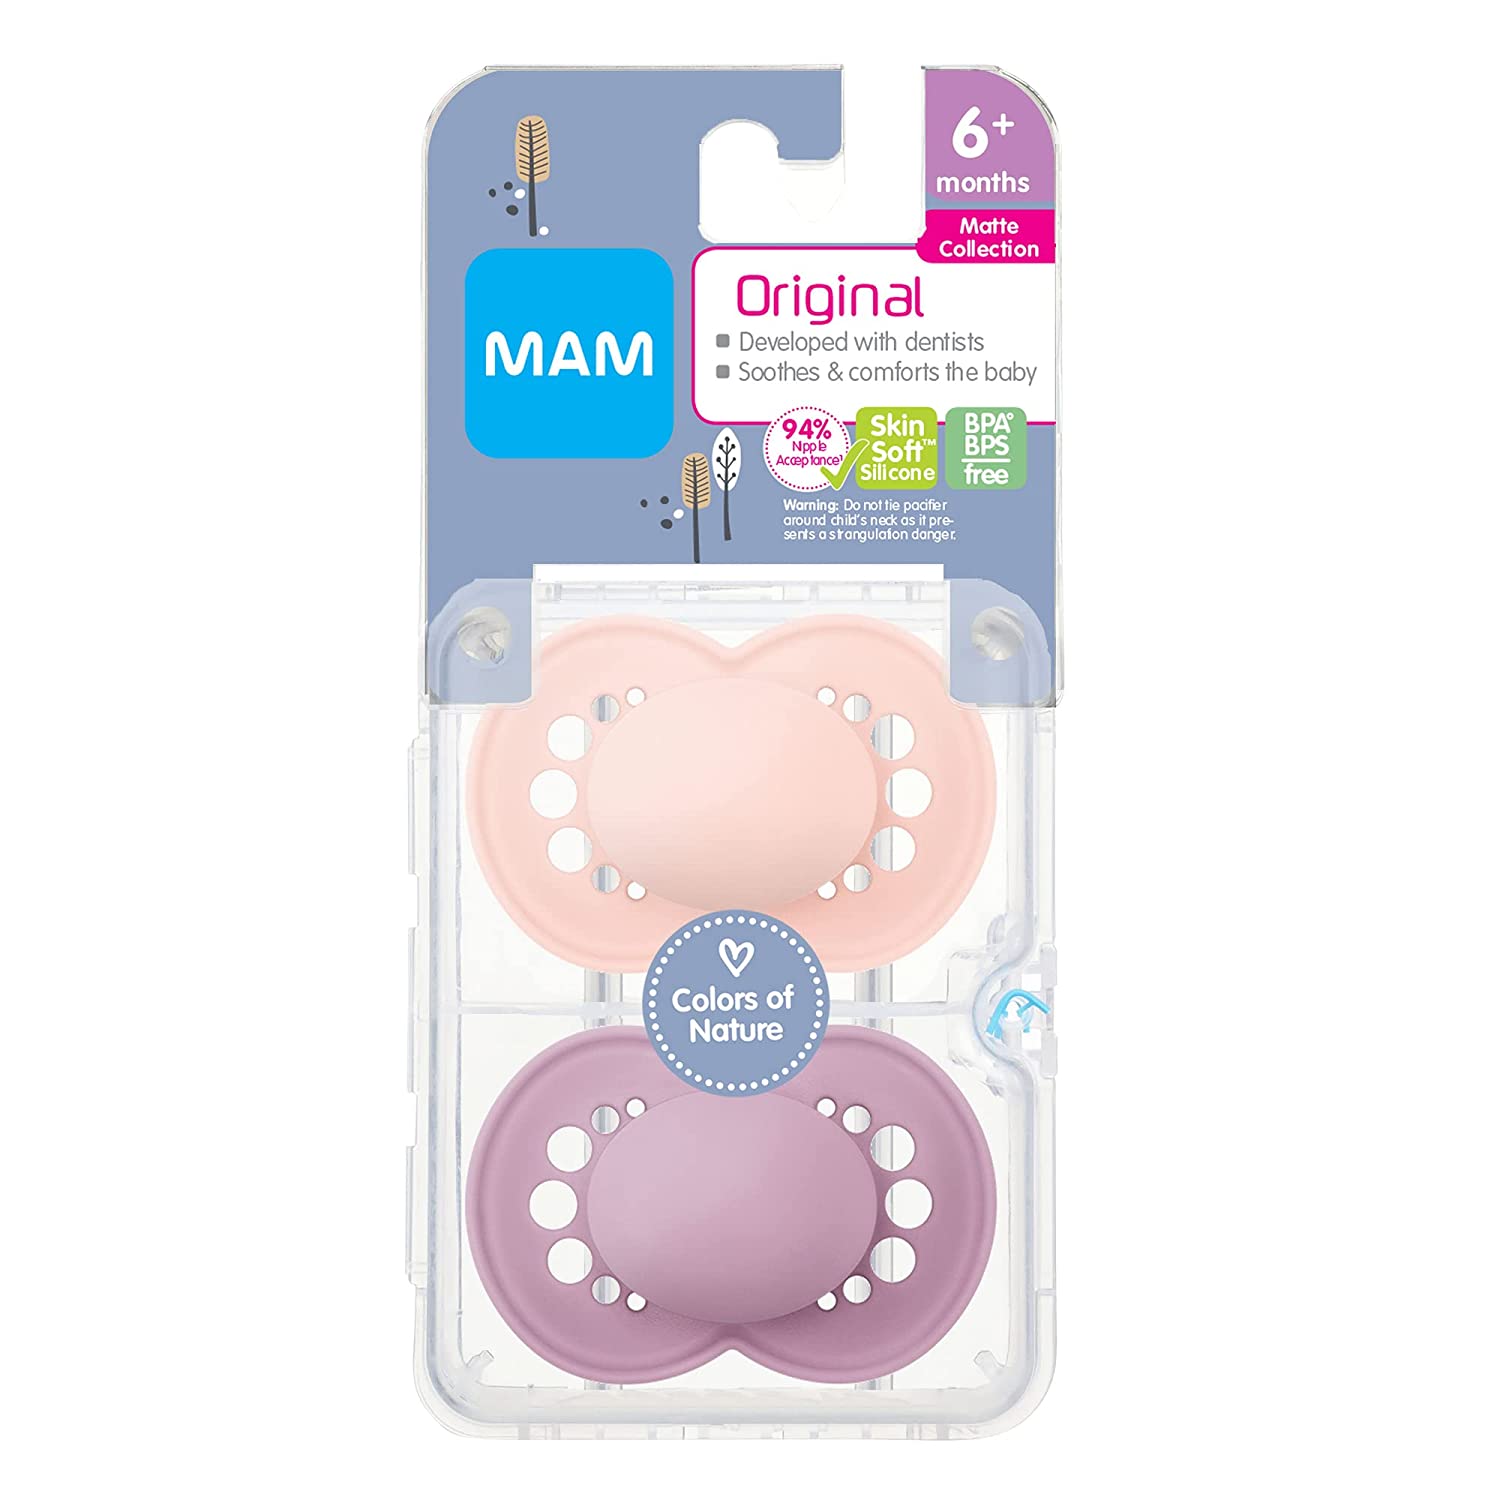 6+
months
Matte
Collection
MAM
Original
Developed with dentists
Soothes & comforts the baby
94%
Nipple
Acceptance¹
Skin
Soft™
Silicone
BPA°
BPS
free
Warning: Do not tie pacifier
around child's neck as it pre-
sents a strangulation danger.
Colors of
Nature